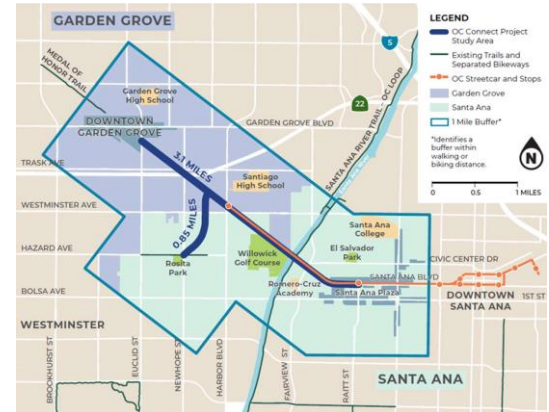 GARDEN GROVE
MEDAL OF
HONOR TRAIL
Garden Grove
High School
DOWNTOWN
GARDEN GROVE
GARDEN GROVE BLVD
5
22
SANTA ANA RIVER TRAIL - OC LOOP
TRASK AVE
3.1 MILES
Santiago
High School
WESTMINSTER AVE
0.85 MILES
Santa Ana
College
HAZARD AVE
Rosita
Park
Willowick
Golf Course
El Salvador
Park
CIVIC CENTER DR
SANTA ANA BLVD
Romero-Cruz
Academy
Santa Ana Plaza
BOLSA AVE
DOWNTOWN
SANTA ANA
1ST ST
WESTMINSTER
BROOKHURST ST
EUCLID ST
NEWHOPE ST
HARBOR BLVD
FAIRVIEW ST
RAITT ST
SANTA ANA
LEGEND
OC Connect Project
Study Area
Existing Trails and
Separated Bikeways
OC Streetcar and Stops
Garden Grove
Santa Ana
1 Mile Buffer*
*Identifies a
buffer within
walking or
biking distance.
N
0 0.5 1 MILES